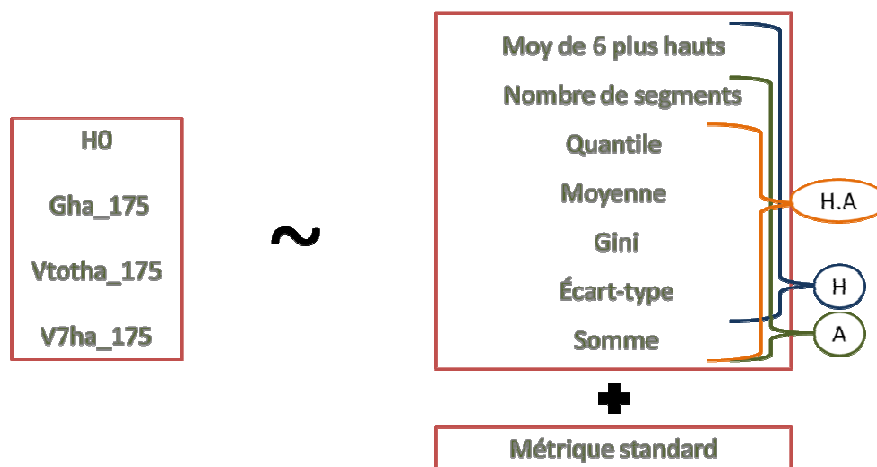 H0
Gha_175
Vtotha_175
V7ha_175
~
Moy de 6 plus hauts
Nombre de segments
Quantile
Moyenne
Gini
Écart-type
Somme
H.A
H
A
+
Métrique standard